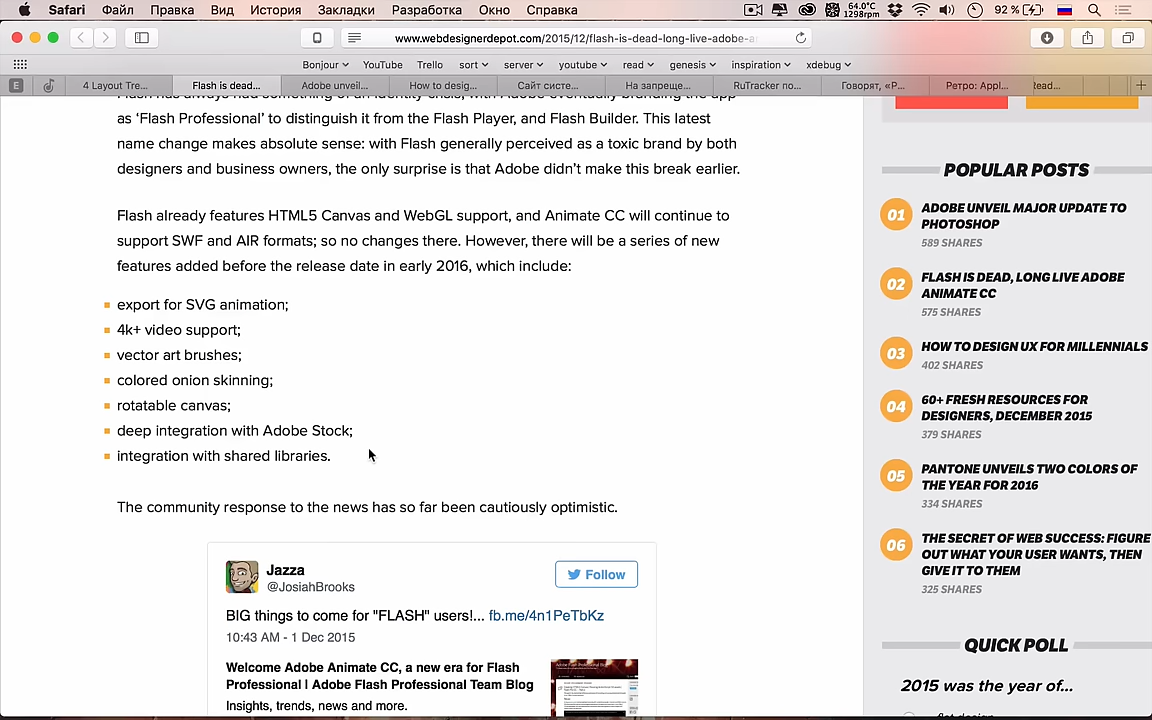 Safari Файл Правка Вид История Закладки Разработка Окно Справка 64.0°C 1298rpm 92 %
www.webdesignerdepot.com/2015/12/flash-is-dead-long-live-adobe-a
Bonjour YouTube Trello sort server youtube read genesis inspiration xdebug
E 4 Layout Tre... Flash is dead... Adobe unveil... How to desig... Сайт систе... На запреще... RuTracker по... Говорят, «Р... Ретро: Appl... Read...
as ‘Flash Professional’ to distinguish it from the Flash Player, and Flash Builder. This latest
name change makes absolute sense: with Flash generally perceived as a toxic brand by both
designers and business owners, the only surprise is that Adobe didn’t make this break earlier.
Flash already features HTML5 Canvas and WebGL support, and Animate CC will continue to
support SWF and AIR formats; so no changes there. However, there will be a series of new
features added before the release date in early 2016, which include:
export for SVG animation;
4k+ video support;
vector art brushes;
colored onion skinning;
rotatable canvas;
deep integration with Adobe Stock;
integration with shared libraries.
The community response to the news has so far been cautiously optimistic.
Jazza
@JosiahBrooks
Follow
BIG things to come for "FLASH" users!... fb.me/4n1PeTbKz
10:43 AM - 1 Dec 2015
Welcome Adobe Animate CC, a new era for Flash
Professional | Adobe Flash Professional Team Blog
Insights, trends, news and more.
POPULAR POSTS
01 ADOBE UNVEIL MAJOR UPDATE TO
PHOTOSHOP
589 SHARES
02 FLASH IS DEAD, LONG LIVE ADOBE
ANIMATE CC
575 SHARES
03 HOW TO DESIGN UX FOR MILLENNIALS
402 SHARES
04 60+ FRESH RESOURCES FOR
DESIGNERS, DECEMBER 2015
379 SHARES
05 PANTONE UNVEILS TWO COLORS OF
THE YEAR FOR 2016
334 SHARES
06 THE SECRET OF WEB SUCCESS: FIGURE
OUT WHAT YOUR USER WANTS, THEN
GIVE IT TO THEM
325 SHARES
QUICK POLL
2015 was the year of...